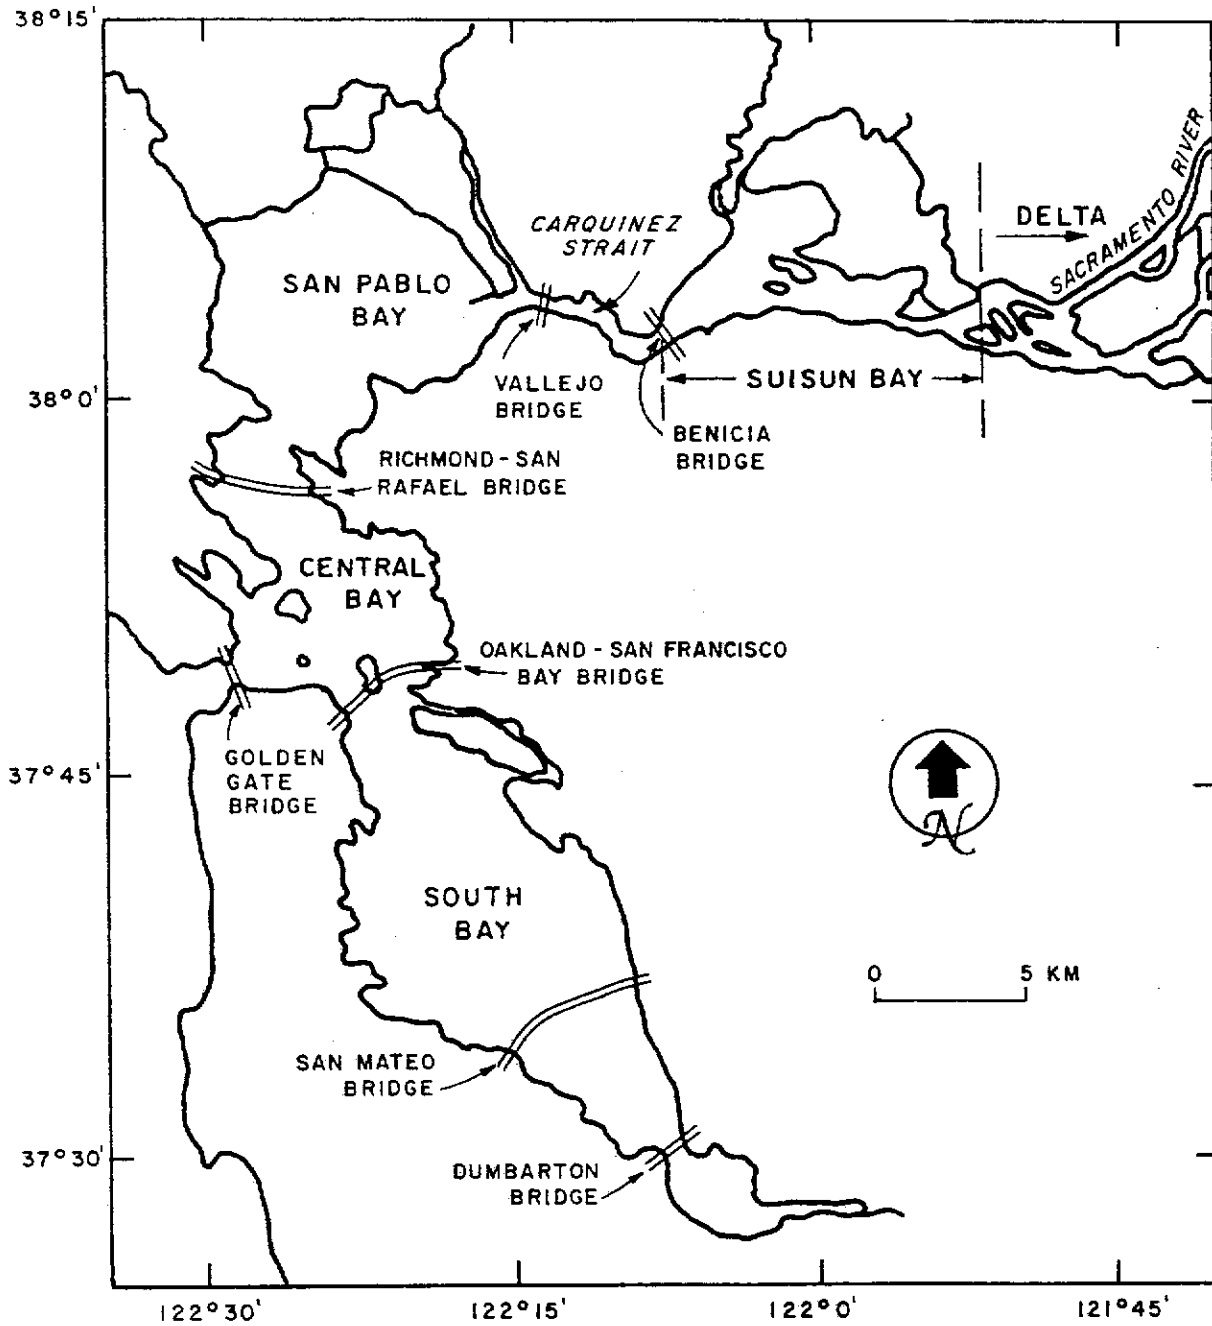 38°15'
SACRAMENTO RIVER
CARQUINEZ
STRAIT
DELTA
SAN PABLO
BAY
VALLEJO
BRIDGE
SUISUN BAY
38°0'
BENICIA
BRIDGE
RICHMOND-SAN
RAFAEL BRIDGE
CENTRAL
BAY
OAKLAND-SAN FRANCISCO
BAY BRIDGE
GOLDEN
GATE
BRIDGE
37°45'
N
SOUTH
BAY
0 5 KM
SAN MATEO
BRIDGE
37°30'
DUMBARTON
BRIDGE
122°30' 122°15' 122°0' 121°45'